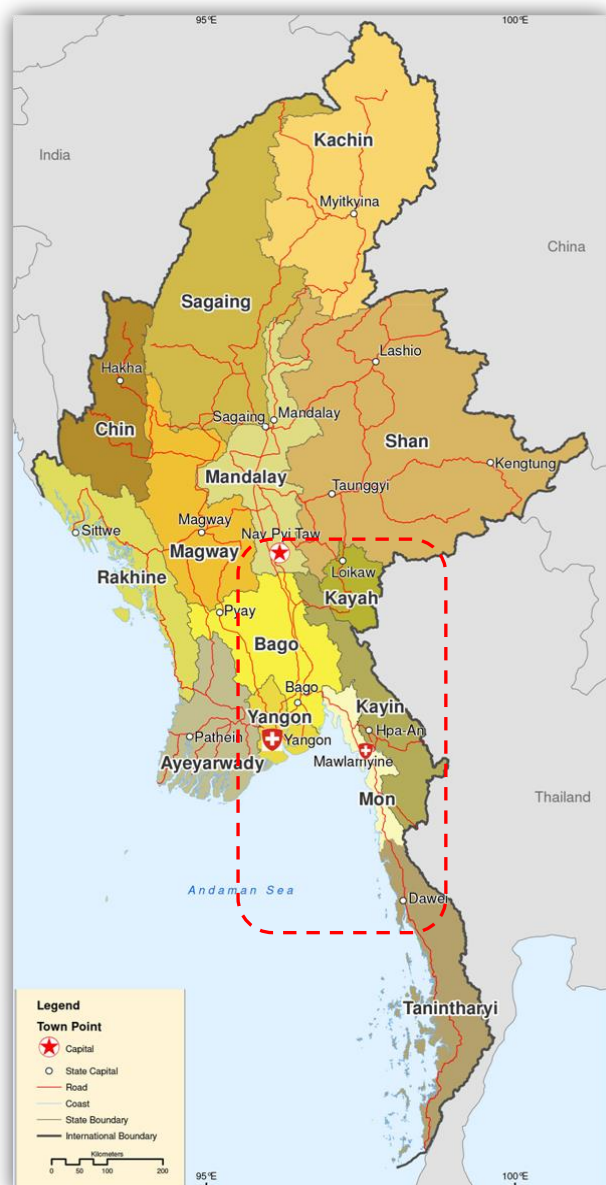 95°E
100°E
India
Kachin
Myitkyina
China
Sagaing
Lashio
Hakha
Sagaing
Mandalay
Chin
Shan
Kengtung
Mandalay
Taunggyi
Magway
Sittwe
Nay Pyi Taw
Magway
Loikaw
Rakhine
Kayah
Pyay
Bago
Bago
Kayin
Yangon
Hpa-An
Pathein
Yangon
Mawlamyine
Ayeyarwady
Mon
Thailand
Andaman Sea
Dawei
Tanintharyi
Legend
Town Point
Capital
State Capital
Road
Coast
State Boundary
International Boundary
Kilometers
0 50 100 200
95°E
100°E